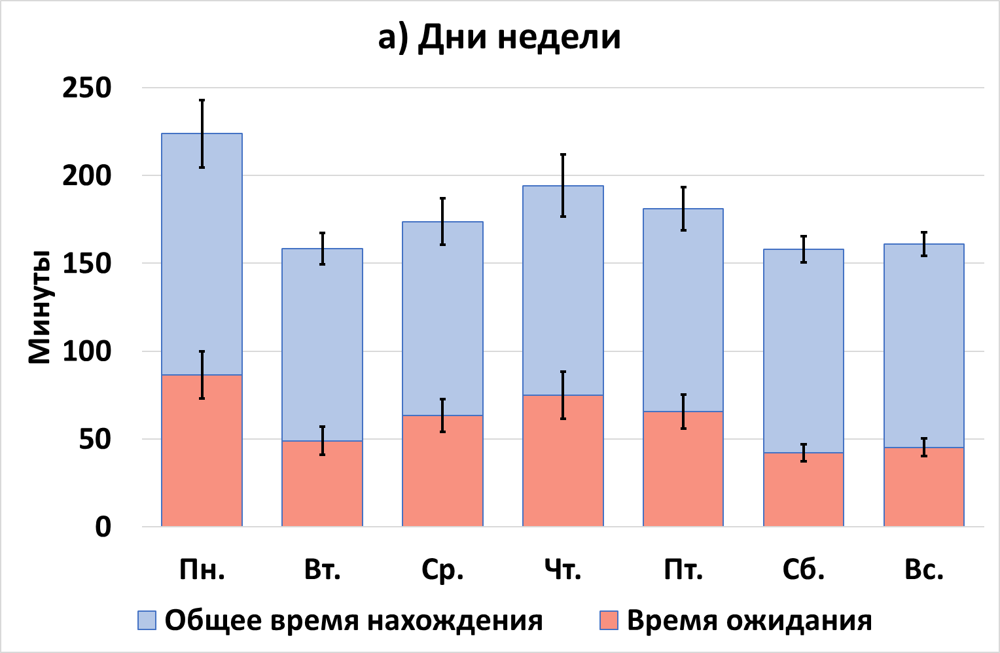 а) Дни недели
250
200
150
100
50
0
Минуты
Пн. Вт. Ср. Чт. Пт. Сб. Вс.
Общее время нахождения Время ожидания